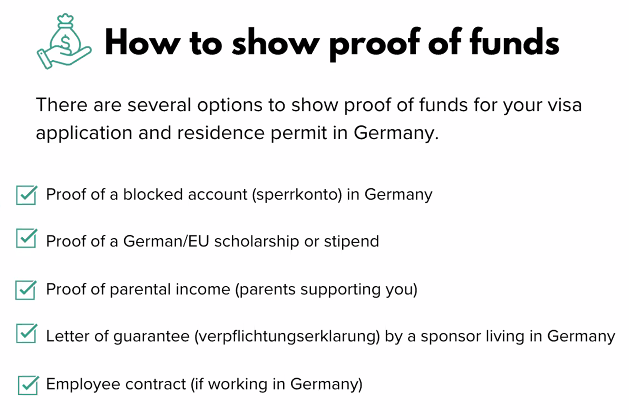 How to show proof of funds
There are several options to show proof of funds for your visa
application and residence permit in Germany.
Proof of a blocked account (sperrkonto) in Germany
Proof of a German/EU scholarship or stipend
Proof of parental income (parents supporting you)
Letter of guarantee (verpflichtungserklarung) by a sponsor living in Germany
Employee contract (if working in Germany)